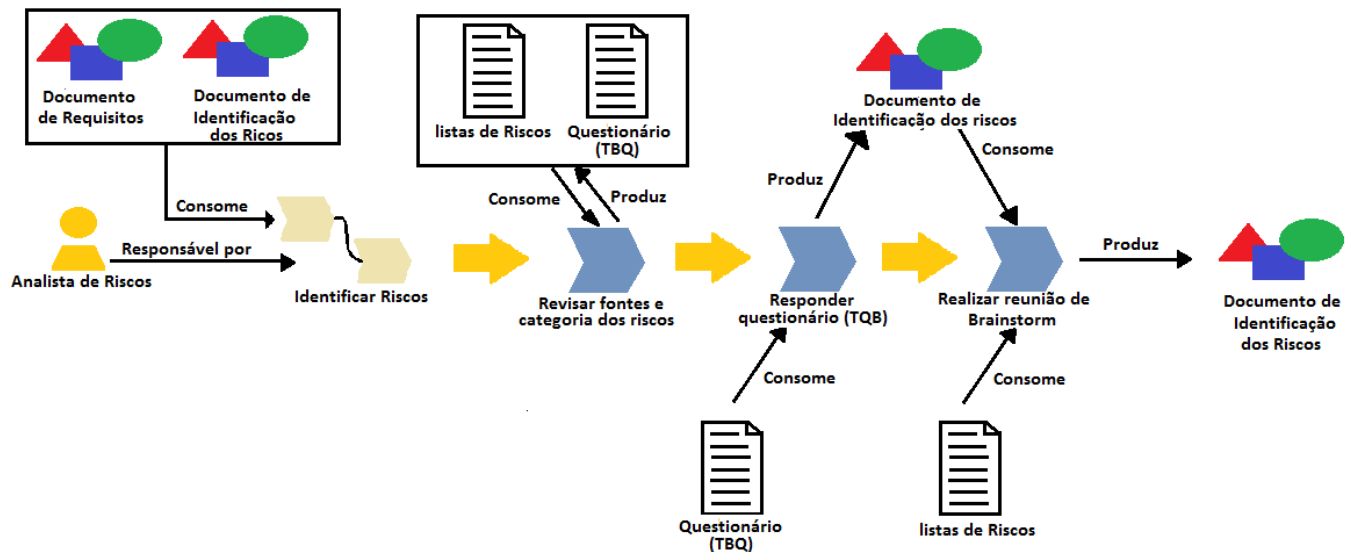 Documento
de Requisitos
Documento de
Identificação
dos Ricos
Consome
Responsável por
Analista de Riscos
Identificar Riscos
listas de Riscos
Questionário
(TBQ)
Consome
Produz
Revisar fontes e
categoria dos riscos
Responder
questionário (TQB)
Consome
Questionário
(TBQ)
Produz
Documento de
Identificação dos riscos
Consome
Realizar reunião de
Brainstorm
Consome
listas de Riscos
Produz
Documento de
Identificação
dos Riscos